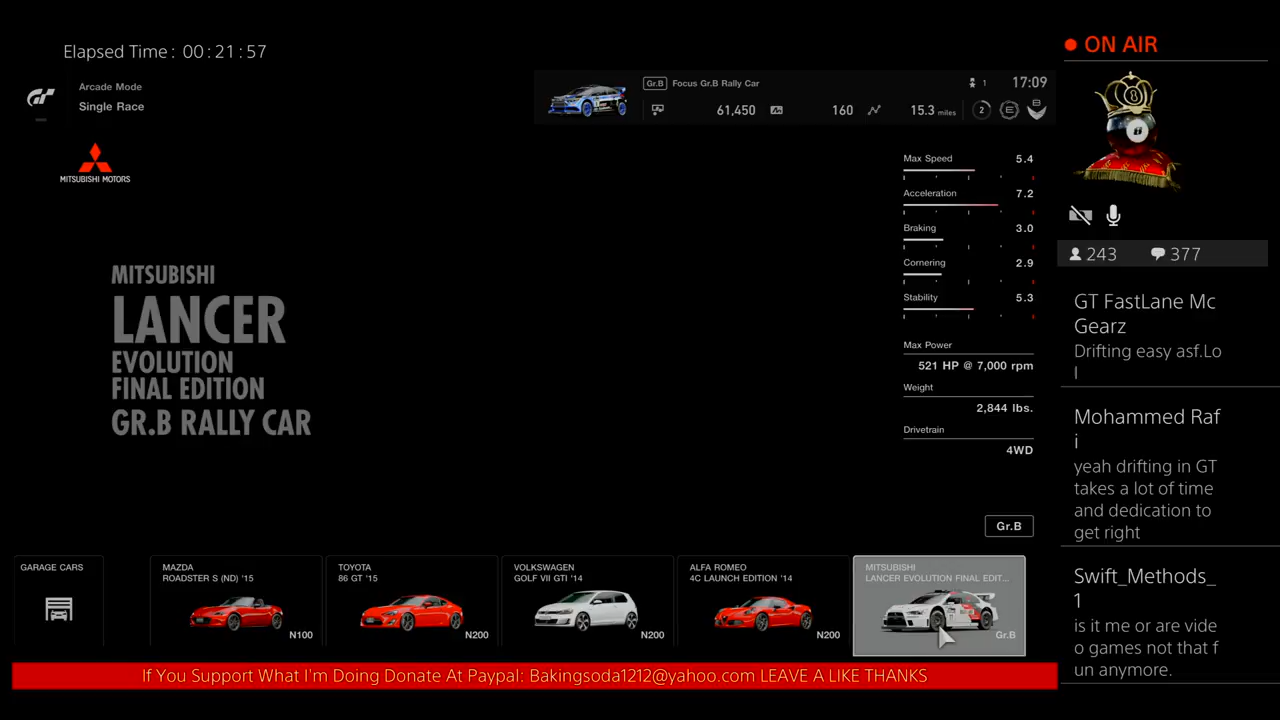 Elapsed Time: 00:21:57
ON AIR
Arcade Mode
Single Race
Gr.B Focus Gr.B Rally Car
1 17:09
61,450 160 15.3 miles 2 E B
MITSUBISHI MOTORS
Max Speed 5.4
Acceleration 7.2
Braking 3.0
Cornering 2.9
Stability 5.3
Max Power
521 HP @ 7,000 rpm
Weight
2,844 lbs.
Drivetrain
4WD
Gr.B
MITSUBISHI
LANCER
EVOLUTION
FINAL EDITION
GR.B RALLY CAR
243 377
GT FastLane Mc
Gearz
Drifting easy asf.Lo
l
Mohammed Raf
i
yeah drifting in GT
takes a lot of time
and dedication to
get right
Swift_Methods_
1
is it me or are vide
o games not that f
un anymore.
GARAGE CARS
MAZDA
ROADSTER S (ND) '15
N100
TOYOTA
86 GT '15
N200
VOLKSWAGEN
GOLF VII GTI '14
N200
ALFA ROMEO
4C LAUNCH EDITION '14
N200
MITSUBISHI
LANCER EVOLUTION FINAL EDIT...
Gr.B
If You Support What I'm Doing Donate At Paypal: Bakingsoda1212@yahoo.com LEAVE A LIKE THANKS